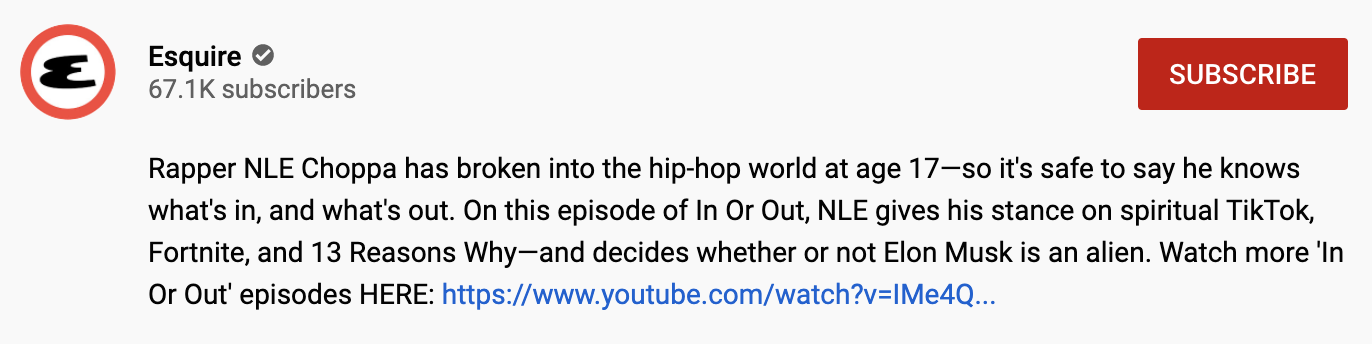 Esquire
67.1K subscribers
SUBSCRIBE
Rapper NLE Choppa has broken into the hip-hop world at age 17—so it's safe to say he knows
what's in, and what's out. On this episode of In Or Out, NLE gives his stance on spiritual TikTok,
Fortnite, and 13 Reasons Why—and decides whether or not Elon Musk is an alien. Watch more 'In
Or Out' episodes HERE: https://www.youtube.com/watch?v=IMe4Q...